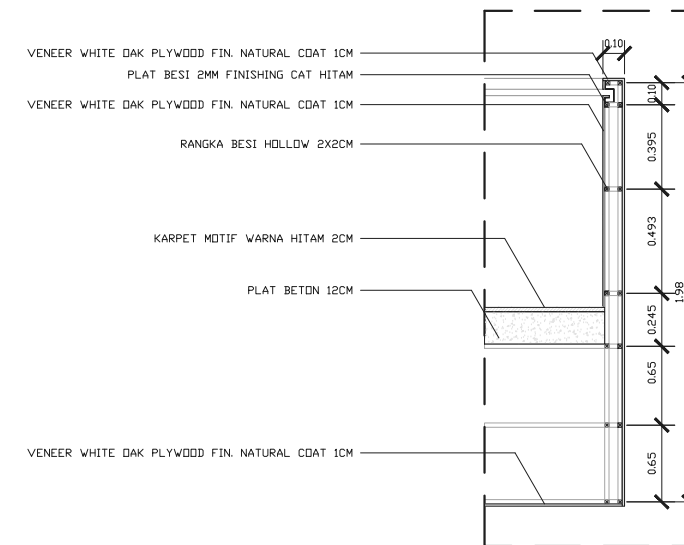 0.10
VENEER WHITE OAK PLYWOOD FIN. NATURAL COAT 1CM
PLAT BESI 2MM FINISHING CAT HITAM
0.10
VENEER WHITE OAK PLYWOOD FIN. NATURAL COAT 1CM
RANGKA BESI HOLLOW 2X2CM
0.395
KARPET MOTIF WARNA HITAM 2CM
0.493
PLAT BETON 12CM
1.98
0.245
0.65
VENEER WHITE OAK PLYWOOD FIN. NATURAL COAT 1CM
0.65